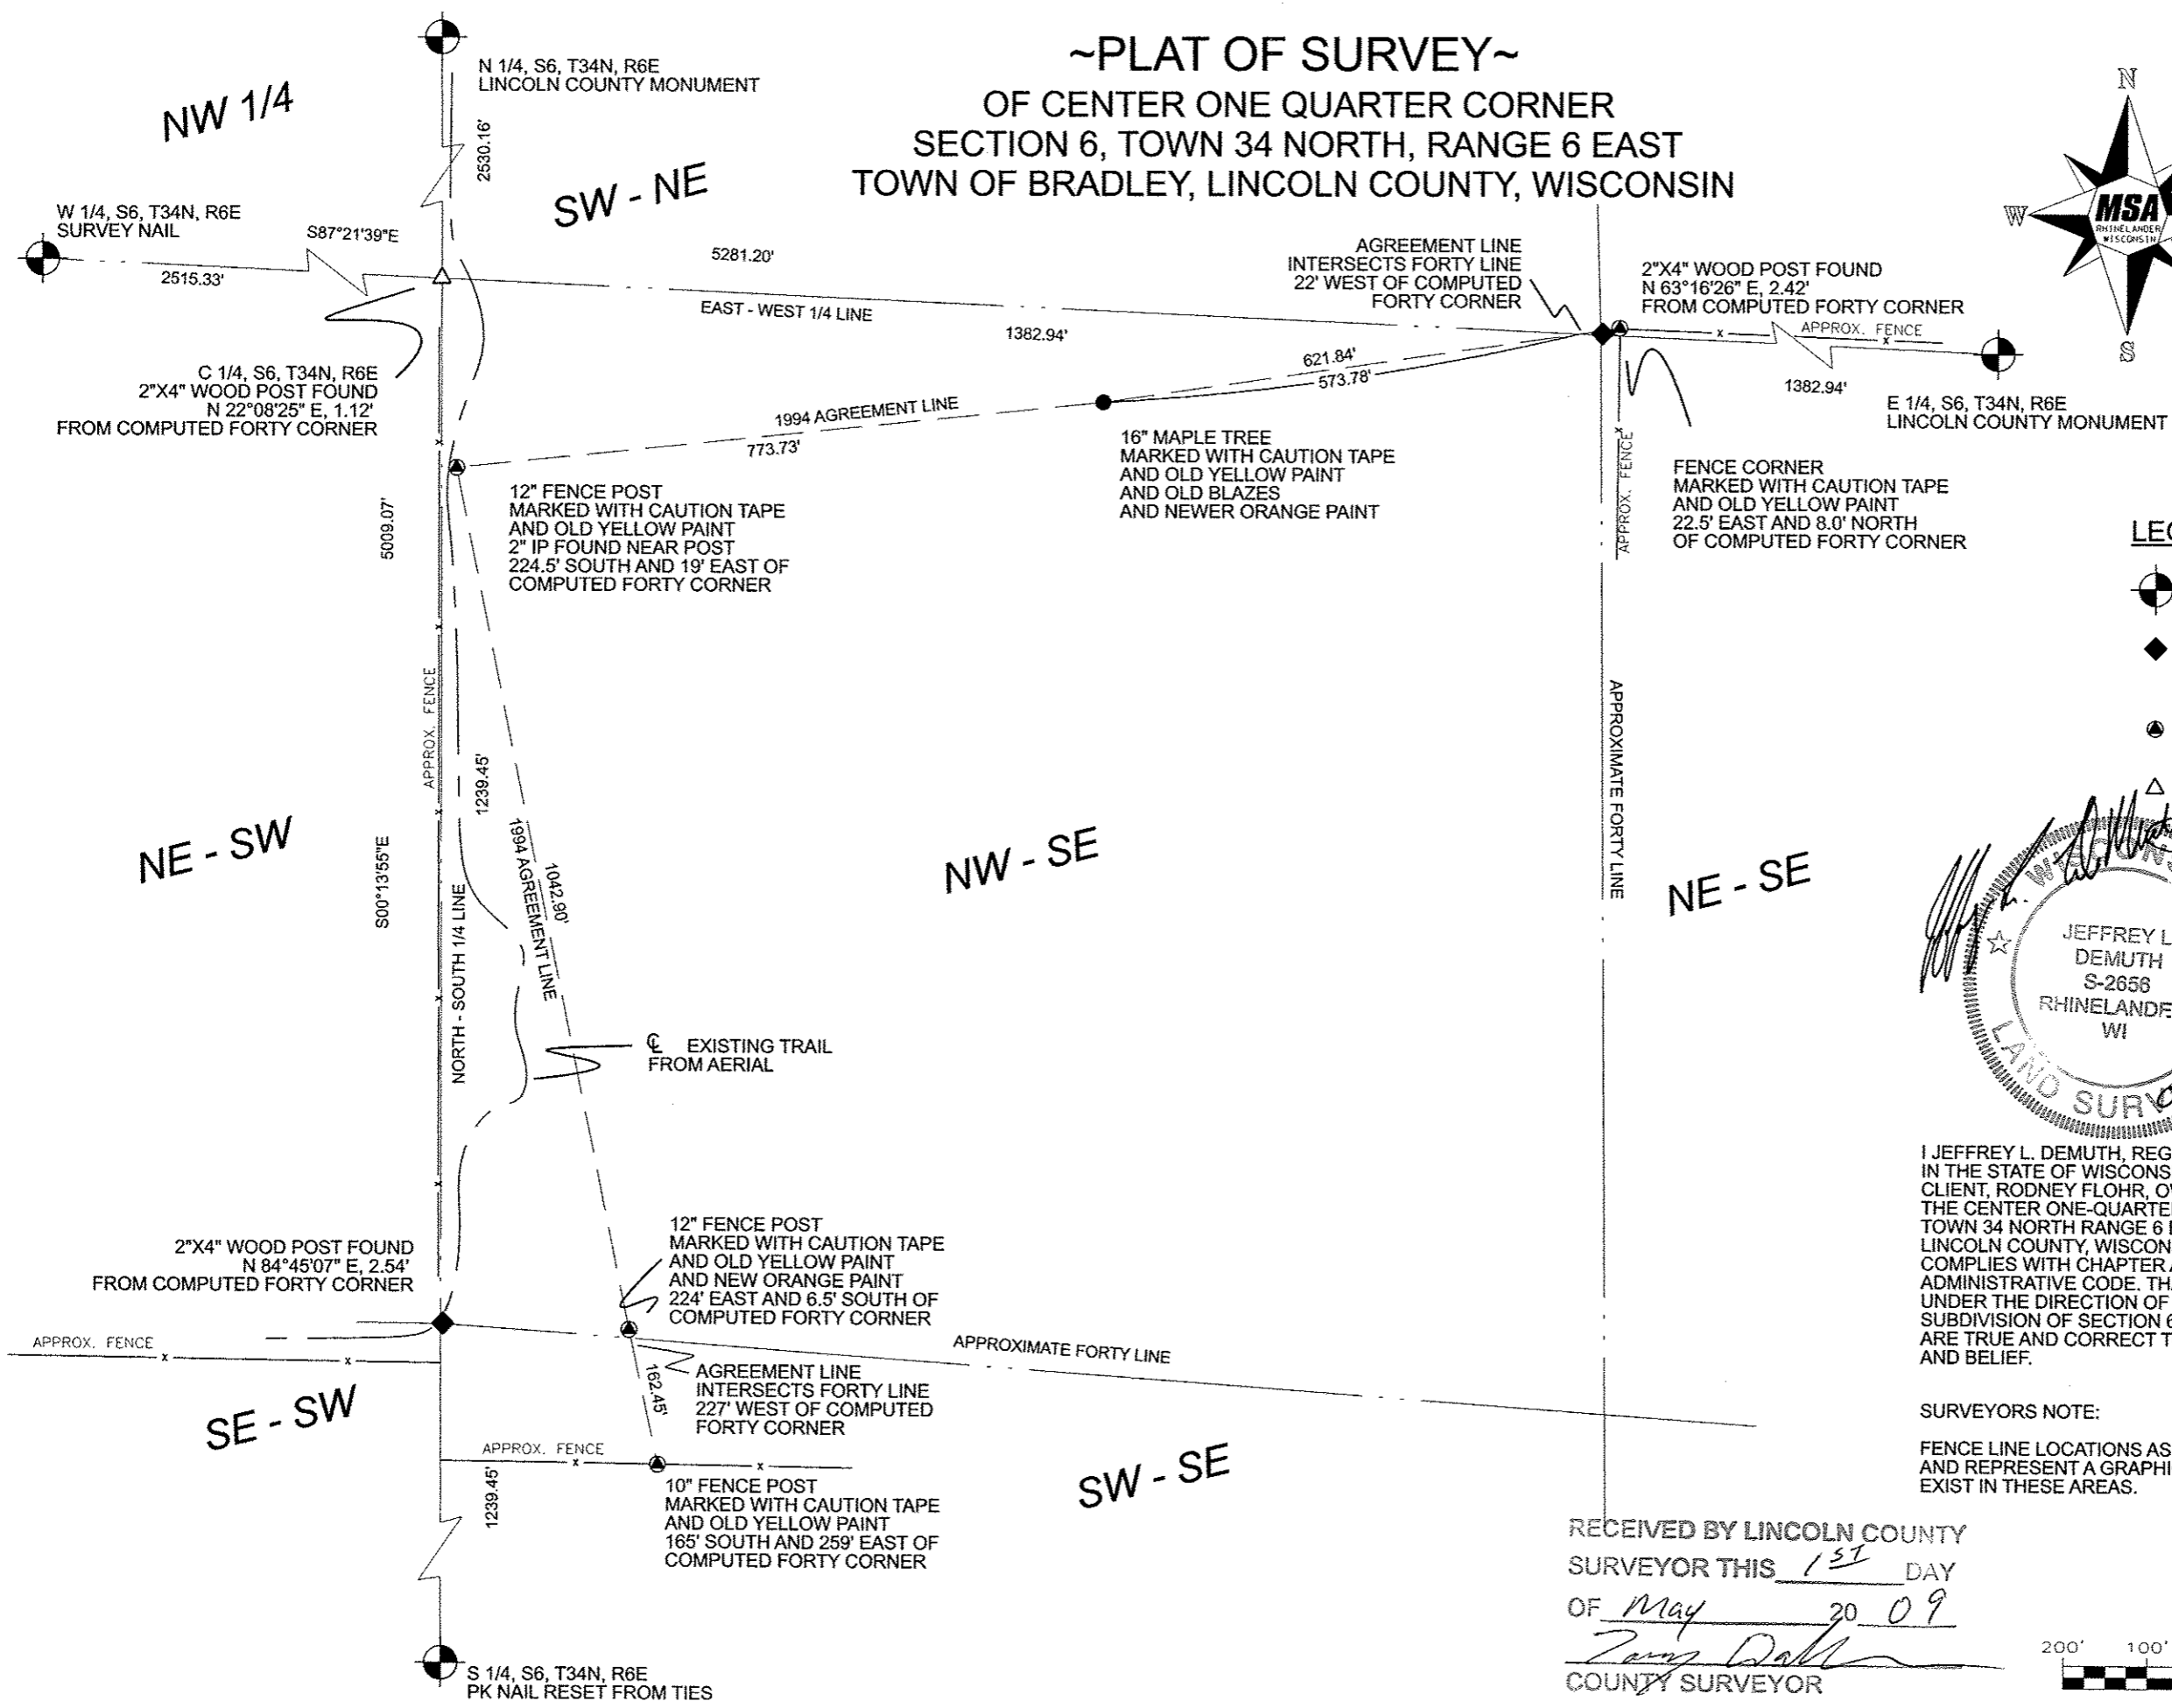 ~PLAT OF SURVEY~
OF CENTER ONE QUARTER CORNER
SECTION 6, TOWN 34 NORTH, RANGE 6 EAST
TOWN OF BRADLEY, LINCOLN COUNTY, WISCONSIN
N 1/4, S6, T34N, R6E
LINCOLN COUNTY MONUMENT
NW 1/4
2530.16'
SW - NE
N
W
MSA
RHINELANDER
WISCONSIN
S
W 1/4, S6, T34N, R6E
SURVEY NAIL
S87°21'39"E
2515.33'
5281.20'
EAST - WEST 1/4 LINE
1382.94'
AGREEMENT LINE
INTERSECTS FORTY LINE
22' WEST OF COMPUTED
FORTY CORNER
2"X4" WOOD POST FOUND
N 63°16'26" E, 2.42'
FROM COMPUTED FORTY CORNER
APPROX. FENCE
1382.94'
E 1/4, S6, T34N, R6E
LINCOLN COUNTY MONUMENT
C 1/4, S6, T34N, R6E
2"X4" WOOD POST FOUND
N 22°08'25" E, 1.12'
FROM COMPUTED FORTY CORNER
621.84'
573.78'
1994 AGREEMENT LINE
773.73'
16" MAPLE TREE
MARKED WITH CAUTION TAPE
AND OLD YELLOW PAINT
AND OLD BLAZES
AND NEWER ORANGE PAINT
APPROX. FENCE
FENCE CORNER
MARKED WITH CAUTION TAPE
AND OLD YELLOW PAINT
22.5' EAST AND 8.0' NORTH
OF COMPUTED FORTY CORNER
12" FENCE POST
MARKED WITH CAUTION TAPE
AND OLD YELLOW PAINT
2" IP FOUND NEAR POST
224.5' SOUTH AND 19' EAST OF
COMPUTED FORTY CORNER
5009.07'
LEG
APPROX. FENCE
1239.45'
1994 AGREEMENT LINE
1042.90'
APPROXIMATE FORTY LINE
NE - SW
S00°13'55"E
NORTH - SOUTH 1/4 LINE
NW - SE
NE - SE
WISCONS
JEFFREY L
DEMUTH
S-2656
RHINELANDE
WI
LAND SURV
℄ EXISTING TRAIL
FROM AERIAL
I JEFFREY L. DEMUTH, REG
IN THE STATE OF WISCONS
CLIENT, RODNEY FLOHR, O
THE CENTER ONE-QUARTE
TOWN 34 NORTH RANGE 6
LINCOLN COUNTY, WISCON
COMPLIES WITH CHAPTER A
ADMINISTRATIVE CODE. TH
UNDER THE DIRECTION OF
SUBDIVISION OF SECTION 6
ARE TRUE AND CORRECT T
AND BELIEF.
SURVEYORS NOTE:
FENCE LINE LOCATIONS AS
AND REPRESENT A GRAPHI
EXIST IN THESE AREAS.
2"X4" WOOD POST FOUND
N 84°45'07" E, 2.54'
FROM COMPUTED FORTY CORNER
12" FENCE POST
MARKED WITH CAUTION TAPE
AND OLD YELLOW PAINT
AND NEW ORANGE PAINT
224' EAST AND 6.5' SOUTH OF
COMPUTED FORTY CORNER
APPROX. FENCE
APPROXIMATE FORTY LINE
162.45'
AGREEMENT LINE
INTERSECTS FORTY LINE
227' WEST OF COMPUTED
FORTY CORNER
SE - SW
APPROX. FENCE
1239.45'
10" FENCE POST
MARKED WITH CAUTION TAPE
AND OLD YELLOW PAINT
165' SOUTH AND 259' EAST OF
COMPUTED FORTY CORNER
SW - SE
S 1/4, S6, T34N, R6E
PK NAIL RESET FROM TIES
RECEIVED BY LINCOLN COUNTY
SURVEYOR THIS 1ST DAY
OF May 20 09
COUNTY SURVEYOR
200' 100'